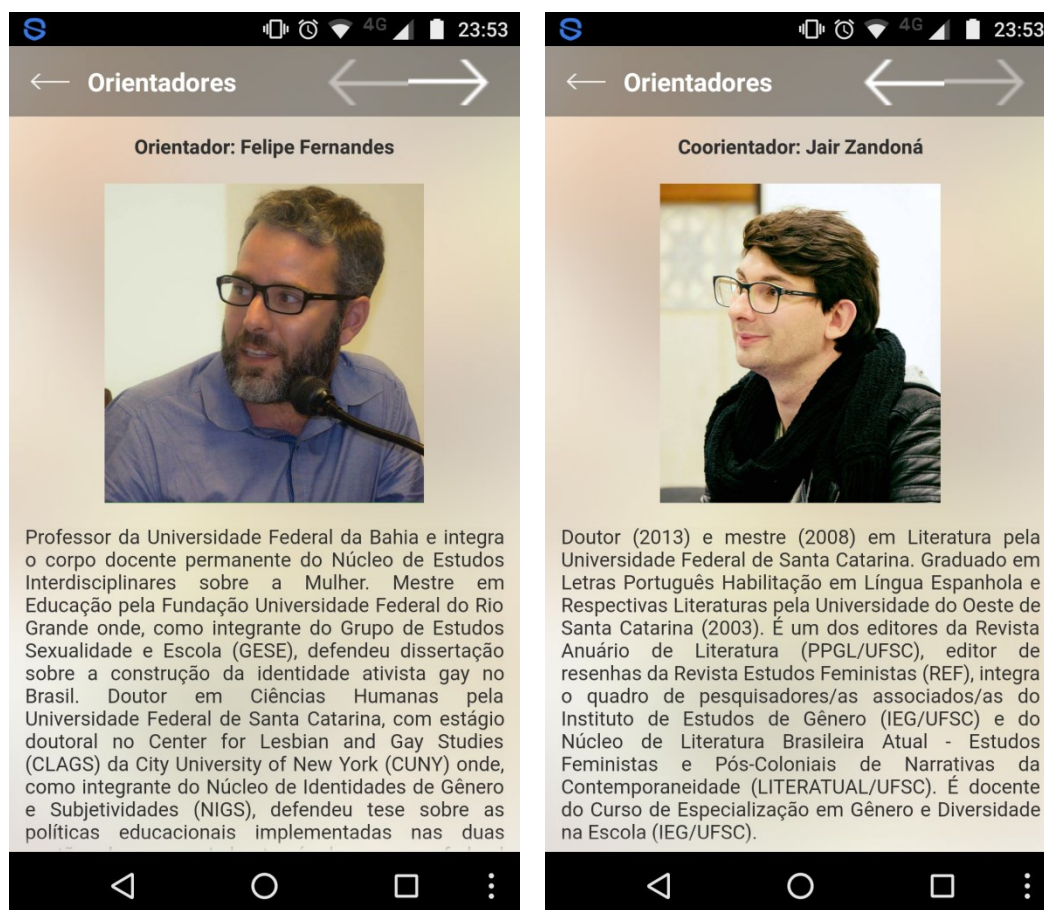 4G 23:53
Orientadores
Orientador: Felipe Fernandes
Professor da Universidade Federal da Bahia e integra
o corpo docente permanente do Núcleo de Estudos
Interdisciplinares sobre a Mulher. Mestre em
Educação pela Fundação Universidade Federal do Rio
Grande onde, como integrante do Grupo de Estudos
Sexualidade e Escola (GESE), defendeu dissertação
sobre a construção da identidade ativista gay no
Brasil. Doutor em Ciências Humanas pela
Universidade Federal de Santa Catarina, com estágio
doutoral no Center for Lesbian and Gay Studies
(CLAGS) da City University of New York (CUNY) onde,
como integrante do Núcleo de Identidades de Gênero
e Subjetividades (NIGS), defendeu tese sobre as
políticas educacionais implementadas nas duas
4G 23:53
Orientadores
Coorientador: Jair Zandoná
Doutor (2013) e mestre (2008) em Literatura pela
Universidade Federal de Santa Catarina. Graduado em
Letras Português Habilitação em Língua Espanhola e
Respectivas Literaturas pela Universidade do Oeste de
Santa Catarina (2003). É um dos editores da Revista
Anuário de Literatura (PPGL/UFSC), editor de
resenhas da Revista Estudos Feministas (REF), integra
o quadro de pesquisadores/as associados/as do
Instituto de Estudos de Gênero (IEG/UFSC) e do
Núcleo de Literatura Brasileira Atual - Estudos
Feministas e Pós-Coloniais de Narrativas da
Contemporaneidade (LITERATUAL/UFSC). É docente
do Curso de Especialização em Gênero e Diversidade
na Escola (IEG/UFSC).